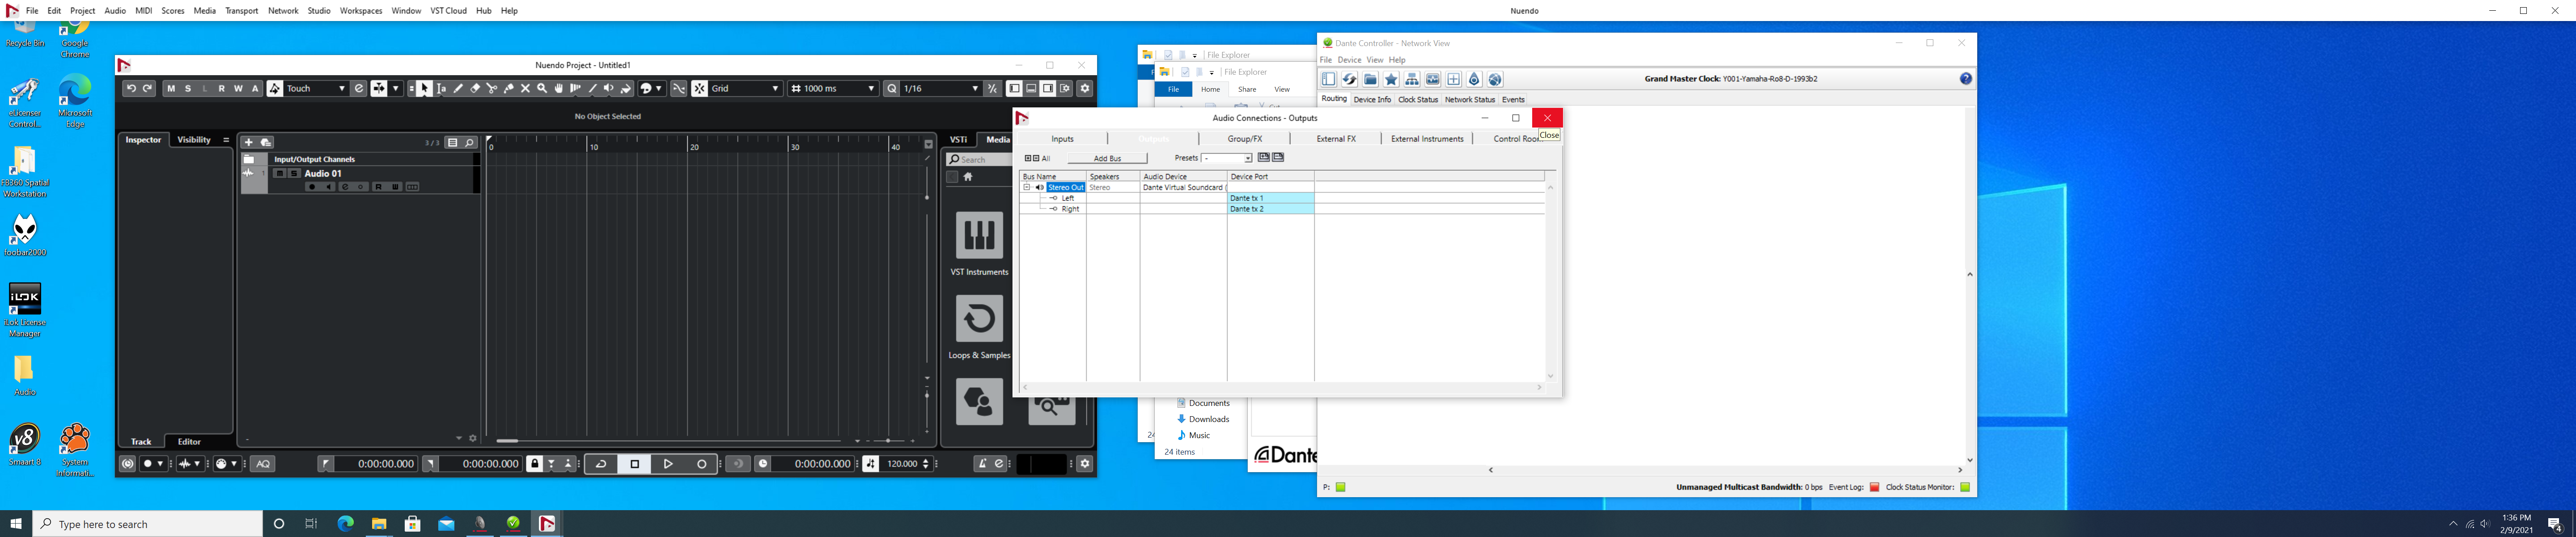 File Edit Project Audio MIDI Scores Media Transport Network Studio Workspaces Window VST Cloud Hub Help
Nuendo
Recycle Bin
Google Chrome
eLicenser Control...
Microsoft Edge
FB360 Spatial Workstation
foobar2000
iLOK
iLok License Manager
Audio
v8
Smaart 8
System Informati...
Nuendo Project - Untitled1
M S L R W A Touch Grid 1000 ms Q 1/16
No Object Selected
Inspector Visibility
3 / 3
0 10 20 30 40
VSTi Media
Search
Input/Output Channels
1 m S Audio 01
R W
VST Instruments
Loops & Samples
Track Editor
AQ 0:00:00.000 0:00:00.000 0:00:00.000 120.000
File Explorer
File Explorer
File Home Share View
Documents
Downloads
Music
24 items
Dante
Audio Connections - Outputs
Close
Inputs Outputs Group/FX External FX External Instruments Control Room
All Add Bus Presets -
Bus Name Speakers Audio Device Device Port
Stereo Out Stereo Dante Virtual Soundcard (
Left Dante tx 1
Right Dante tx 2
Dante Controller - Network View
File Device View Help
Grand Master Clock: Y001-Yamaha-Ro8-D-1993b2
Routing Device Info Clock Status Network Status Events
P: Unmanaged Multicast Bandwidth: 0 bps Event Log: Clock Status Monitor:
Type here to search
1:36 PM
2/9/2021
4